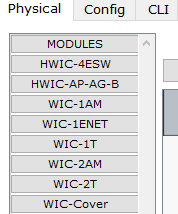 Physical Config CLI
MODULES
HWIC-4ESW
HWIC-AP-AG-B
WIC-1AM
WIC-1ENET
WIC-1T
WIC-2AM
WIC-2T
WIC-Cover